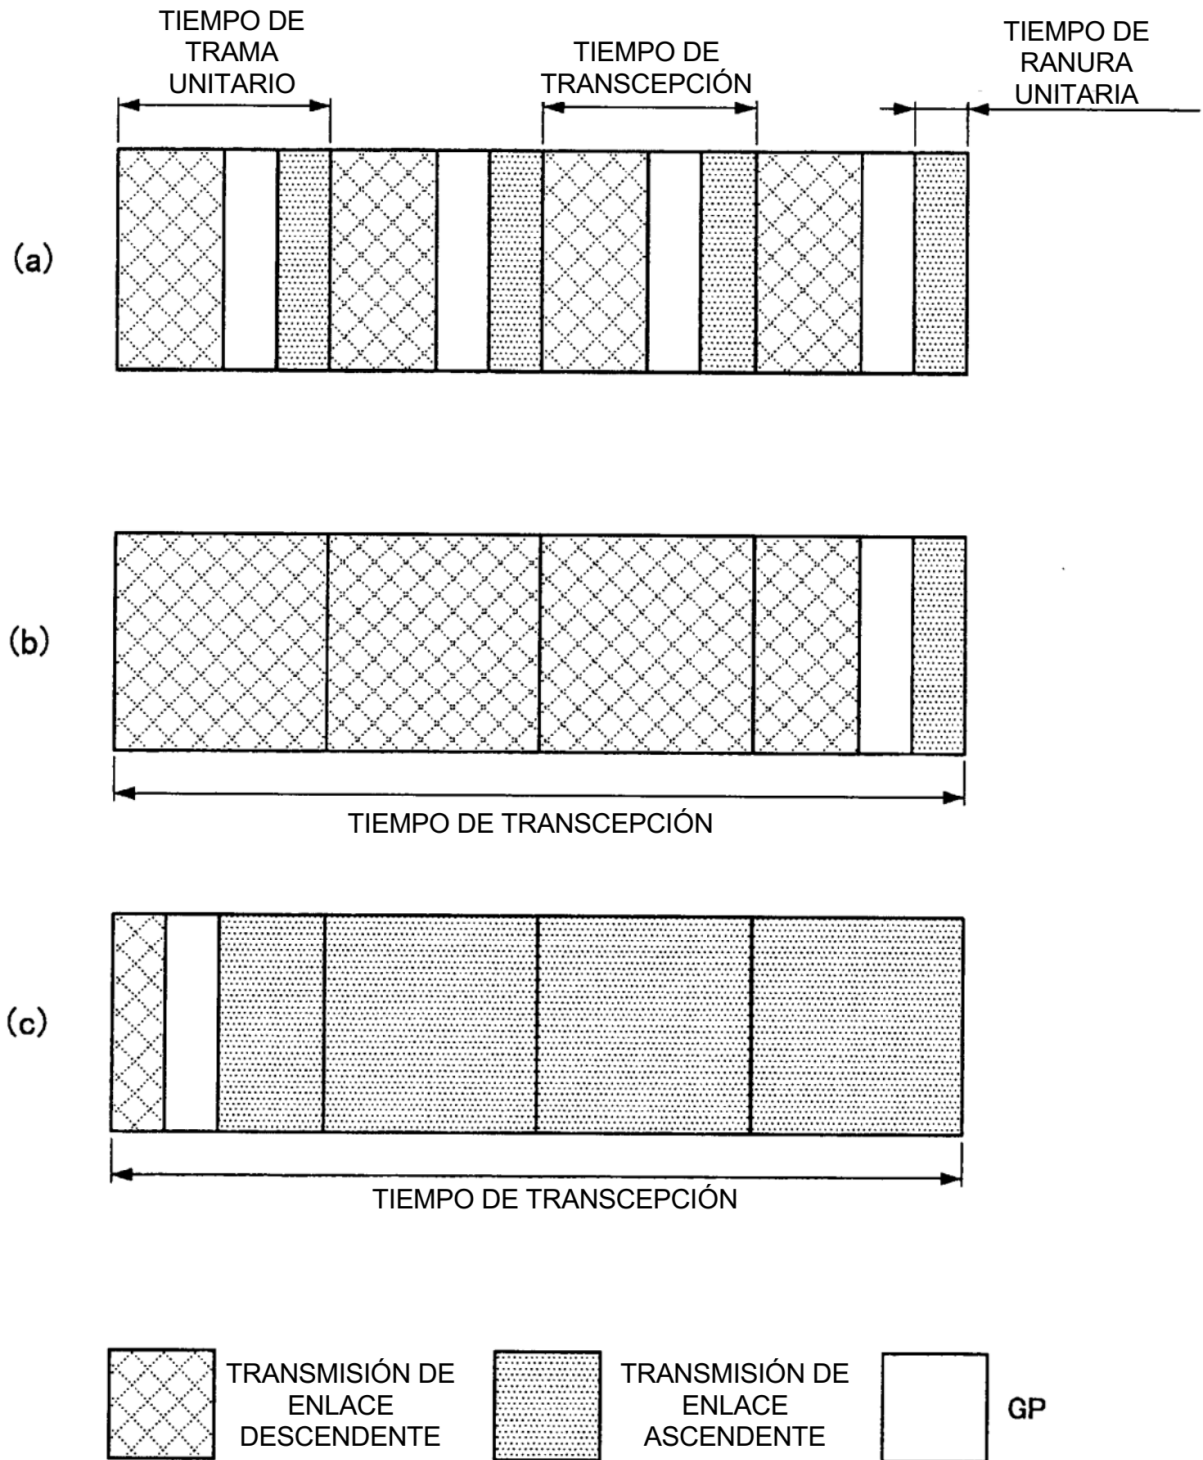 TIEMPO DE
TRAMA
UNITARIO
TIEMPO DE
TRANSCEPCIÓN
TIEMPO DE
RANURA
UNITARIA
(a)
(b)
TIEMPO DE TRANSCEPCIÓN
(c)
TIEMPO DE TRANSCEPCIÓN
TRANSMISIÓN DE
ENLACE
DESCENDENTE
TRANSMISIÓN DE
ENLACE
ASCENDENTE
GP